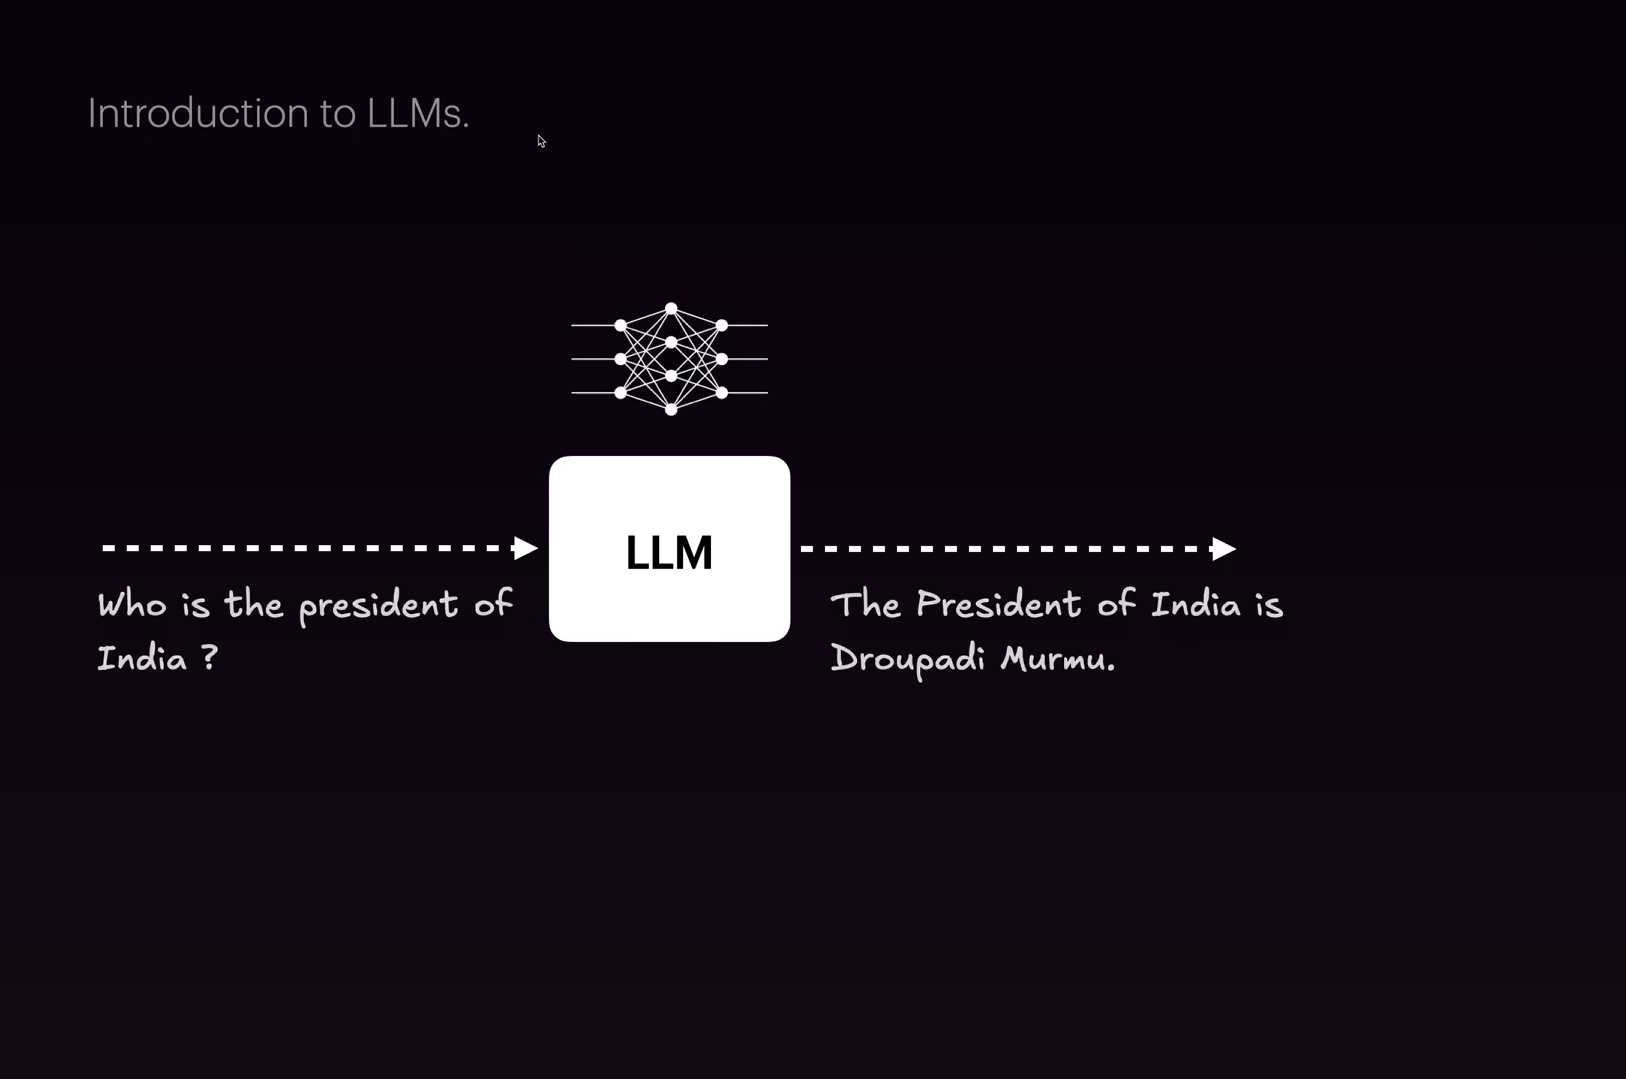 Introduction to LLMs.
LLM
Who is the president of
India ?
The President of India is
Droupadi Murmu.